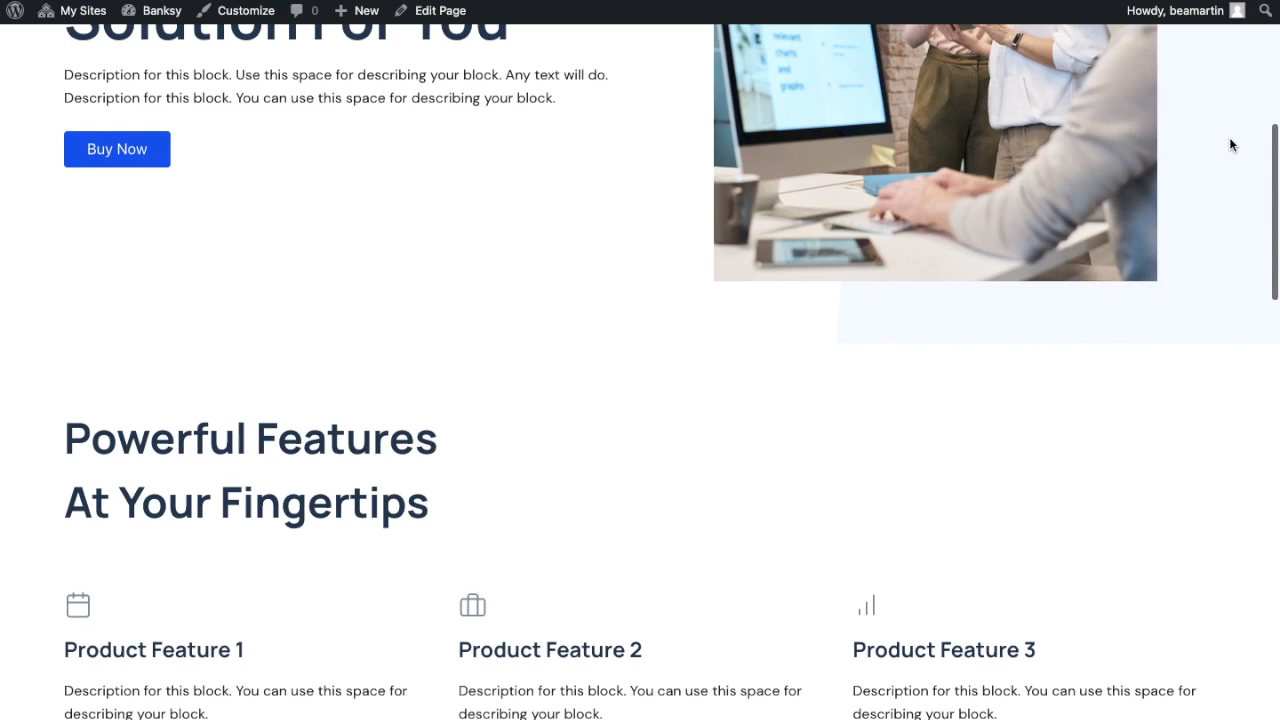 My Sites Banksy Customize 0 New Edit Page Howdy, beamartin
Solution For You
Description for this block. Use this space for describing your block. Any text will do.
Description for this block. You can use this space for describing your block.
Buy Now
relevant
charts
and
graphs
Powerful Features
At Your Fingertips
Product Feature 1
Description for this block. You can use this space for
describing your block.
Product Feature 2
Description for this block. You can use this space for
describing your block.
Product Feature 3
Description for this block. You can use this space for
describing your block.